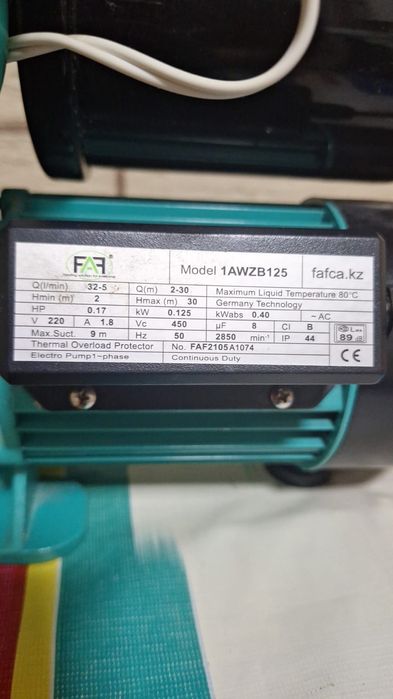 FAF ®
Model 1AWZB125
fafca.kz
Q(l/min) 32-5 Q(m) 2-30 Maximum Liquid Temperature 80°C
Hmin (m) 2 Hmax (m) 30 Germany Technology
HP 0.17 kW 0.125 kWabs 0.40 ~AC
V 220 A 1.8 Vc 450 µF 8 Cl B
Max.Suct. 9 m Hz 50 2850 min⁻¹ IP 44
LWA 89 dB
Thermal Overload Protector No. FAF2105A1074
Electro Pump1~phase Continuous Duty CE